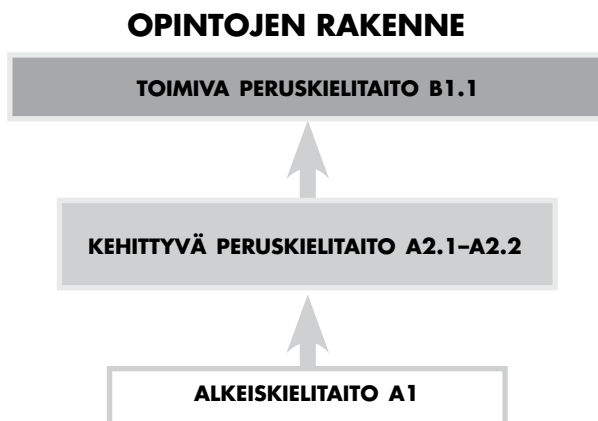 OPINTOJEN RAKENNE
TOIMIVA PERUSKIELITAITO B1.1
KEHITTYVÄ PERUSKIELITAITO A2.1–A2.2
ALKEISKIELITAITO A1